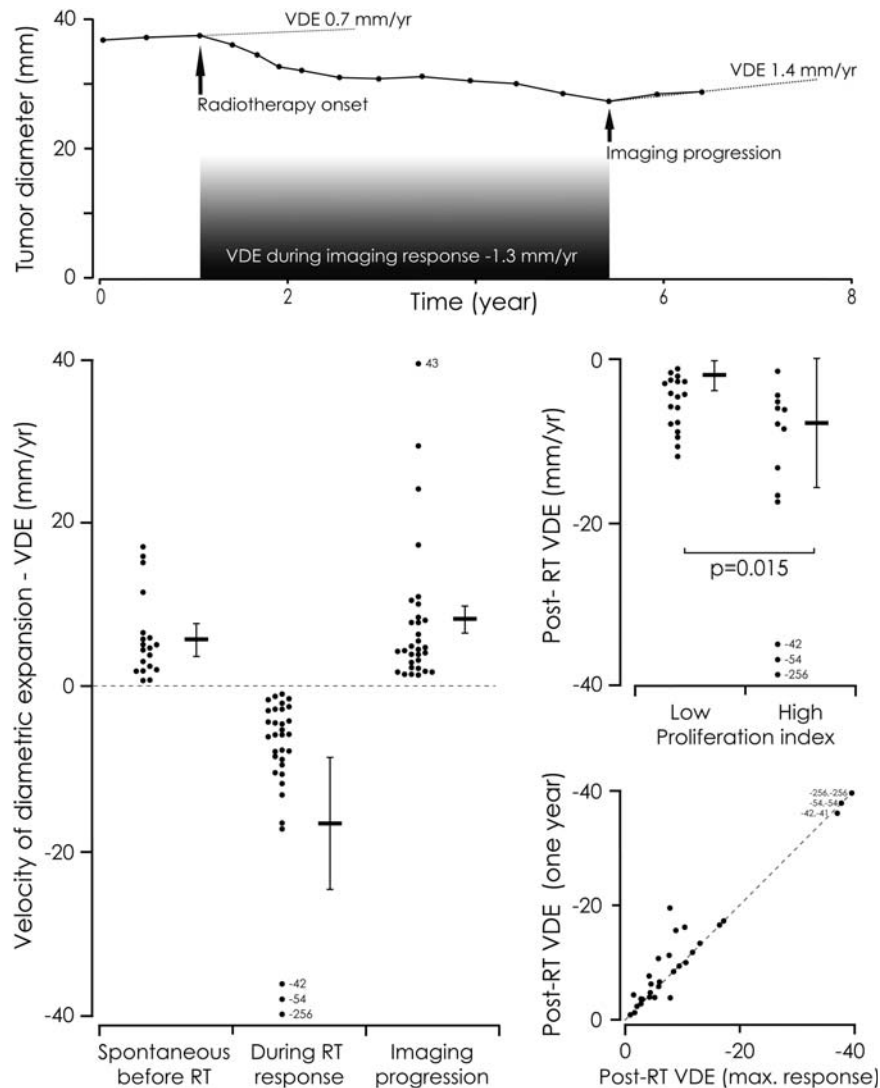 40
VDE 0.7 mm/yr
VDE 1.4 mm/yr
Radiotherapy onset
Imaging progression
20
VDE during imaging response -1.3 mm/yr
0
Tumor diameter (mm)
0
2
6
8
Time (year)
40
43
20
0
-20
-40
-42
-54
-256
Velocity of diametric expansion - VDE (mm/yr)
Spontaneous
before RT
During RT
response
Imaging
progression
0
-20
-40
p=0.015
-42
-54
-256
Post- RT VDE (mm/yr)
Low
High
Proliferation index
-40
-256,-256
-54,-54
-42,-41
-20
0
Post-RT VDE (one year)
0
-20
-40
Post-RT VDE (max. response)